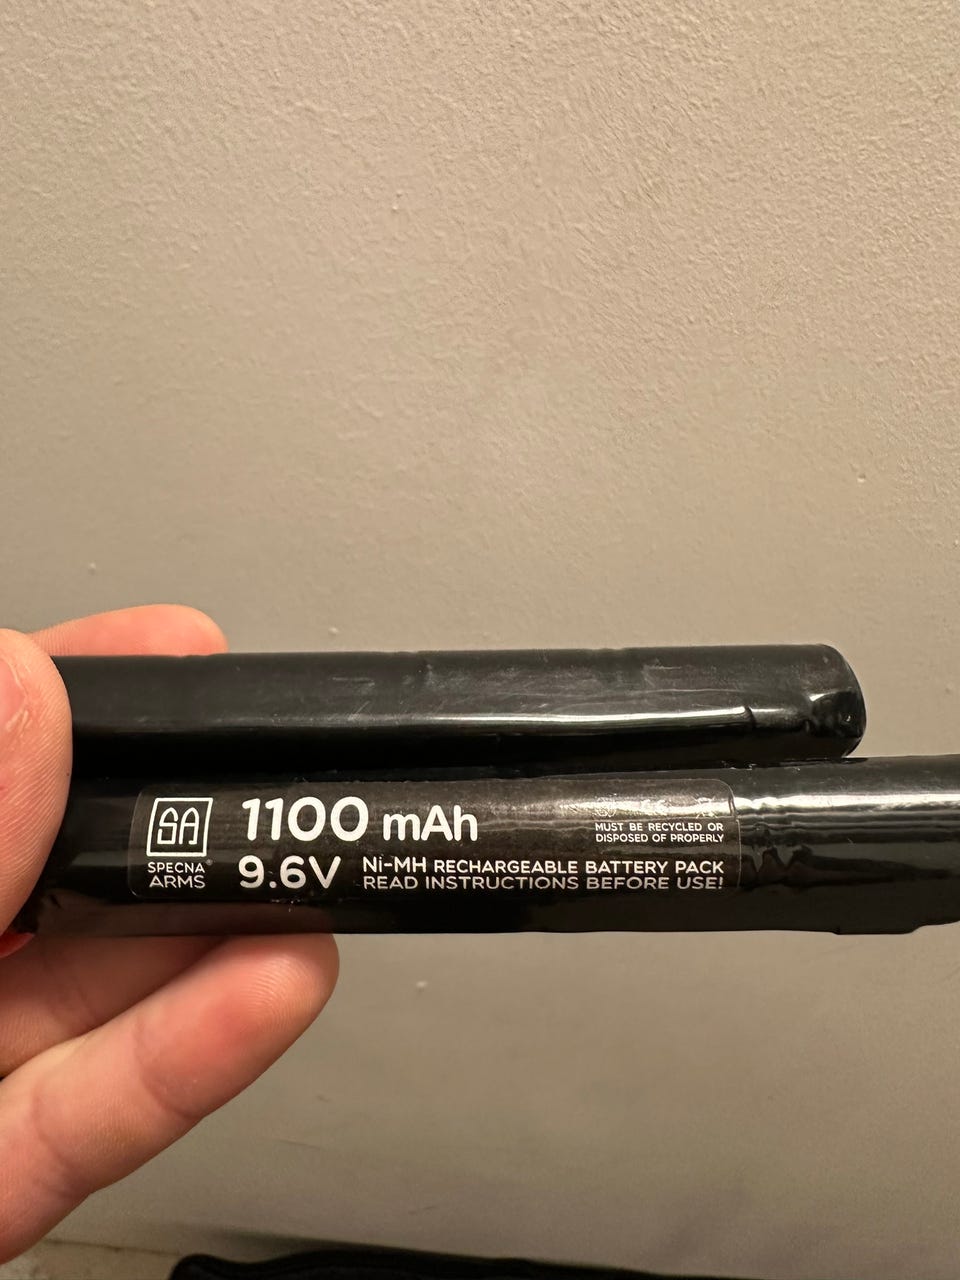 SA
SPECNA®
ARMS
1100 mAh
9.6V
Ni-MH RECHARGEABLE BATTERY PACK
READ INSTRUCTIONS BEFORE USE!
MUST BE RECYCLED OR
DISPOSED OF PROPERLY